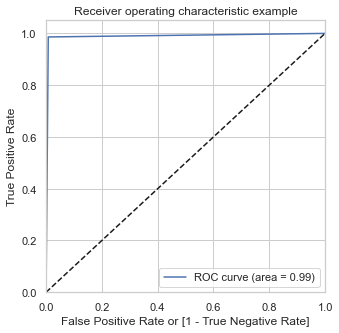 Receiver operating characteristic example
1.0
0.8
0.6
0.4
0.2
0.0
True Positive Rate
ROC curve (area = 0.99)
0.0 0.2 0.4 0.6 0.8 1.0
False Positive Rate or [1 - True Negative Rate]